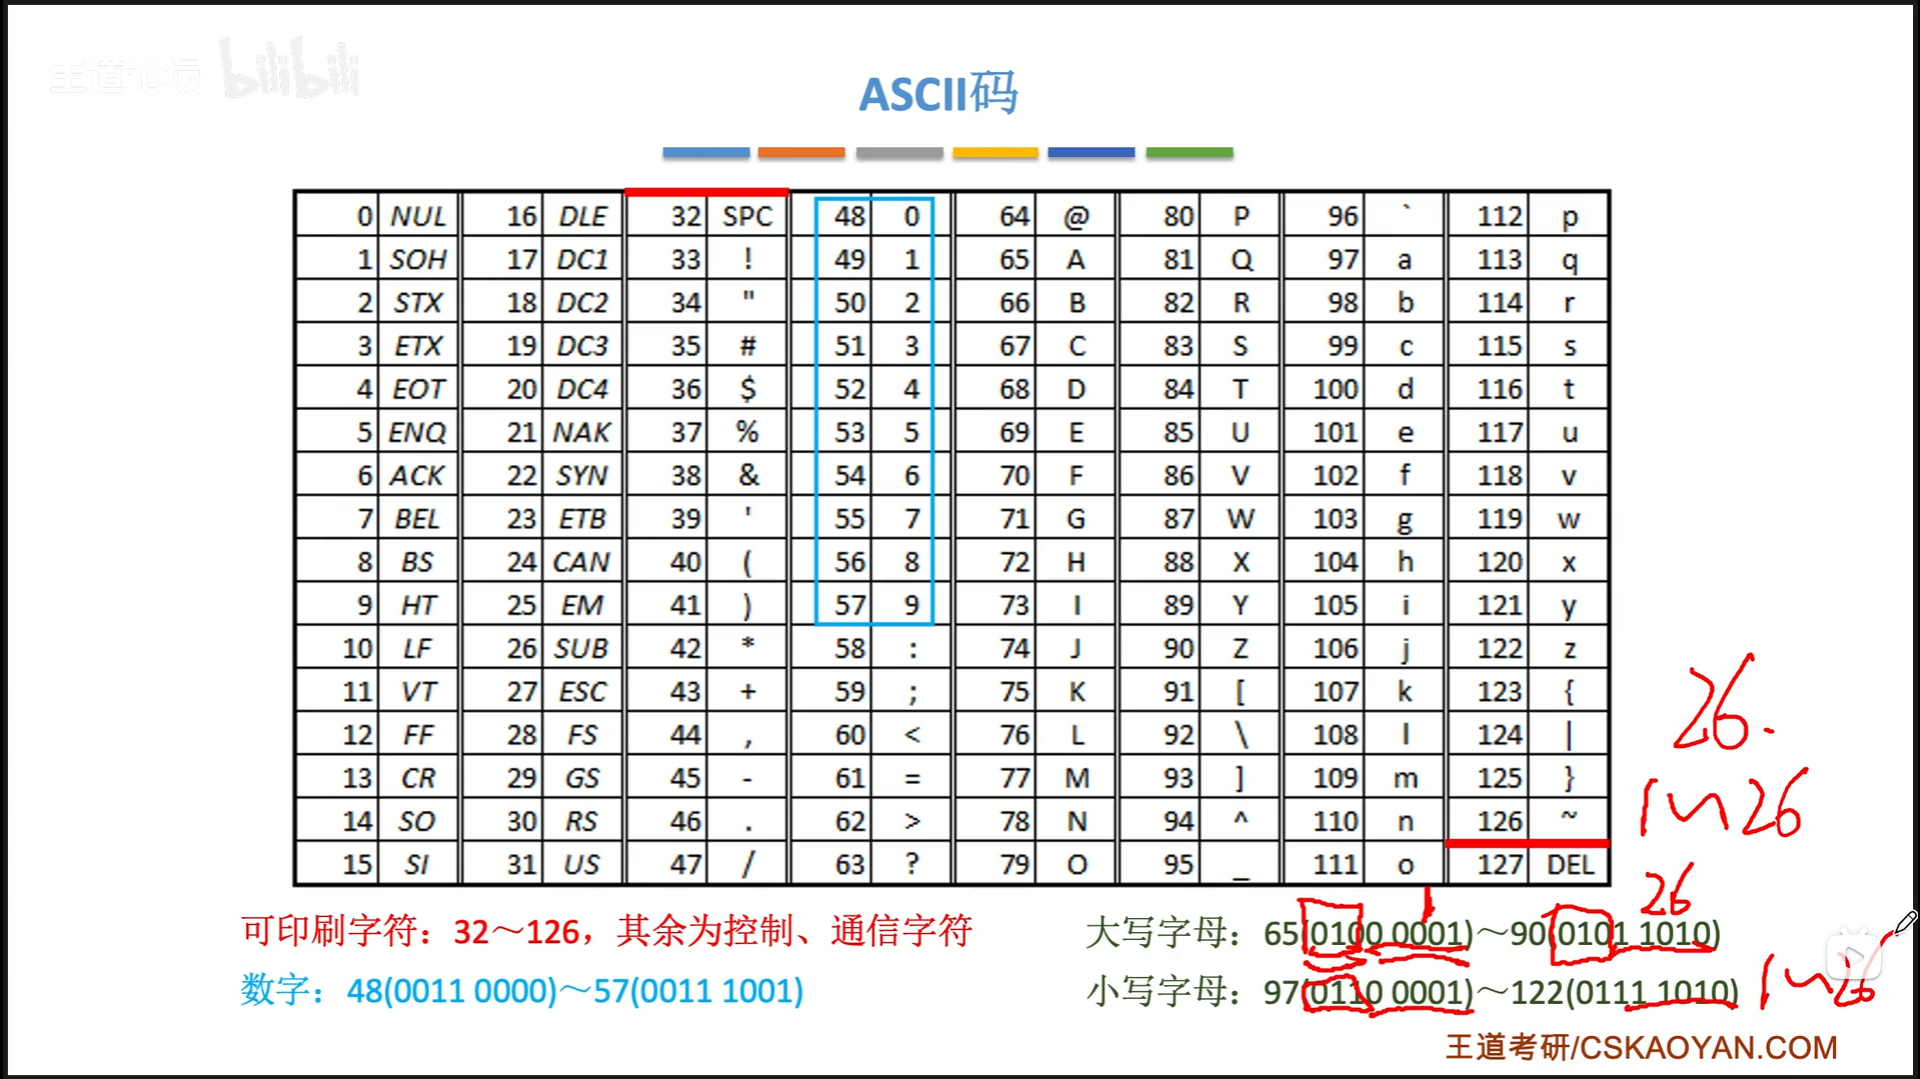 王道论坛 bilibili
ASCII码
0 NUL 16 DLE 32 SPC 48 0 64 @ 80 P 96 ` 112 p
1 SOH 17 DC1 33 ! 49 1 65 A 81 Q 97 a 113 q
2 STX 18 DC2 34 " 50 2 66 B 82 R 98 b 114 r
3 ETX 19 DC3 35 # 51 3 67 C 83 S 99 c 115 s
4 EOT 20 DC4 36 $ 52 4 68 D 84 T 100 d 116 t
5 ENQ 21 NAK 37 % 53 5 69 E 85 U 101 e 117 u
6 ACK 22 SYN 38 & 54 6 70 F 86 V 102 f 118 v
7 BEL 23 ETB 39 ' 55 7 71 G 87 W 103 g 119 w
8 BS 24 CAN 40 ( 56 8 72 H 88 X 104 h 120 x
9 HT 25 EM 41 ) 57 9 73 I 89 Y 105 i 121 y
10 LF 26 SUB 42 * 58 : 74 J 90 Z 106 j 122 z
11 VT 27 ESC 43 + 59 ; 75 K 91 [ 107 k 123 {
12 FF 28 FS 44 , 60 < 76 L 92 \ 108 l 124 |
13 CR 29 GS 45 - 61 = 77 M 93 ] 109 m 125 }
14 SO 30 RS 46 . 62 > 78 N 94 ^ 110 n 126 ~
15 SI 31 US 47 / 63 ? 79 O 95 _ 111 o 127 DEL
26.
1~26
1 26
可印刷字符：32～126，其余为控制、通信字符
大写字母：65(0100 0001)～90(0101 1010)
数字：48(0011 0000)～57(0011 1001)
小写字母：97(0110 0001)～122(0111 1010)
1~26
王道考研/CSKAOYAN.COM